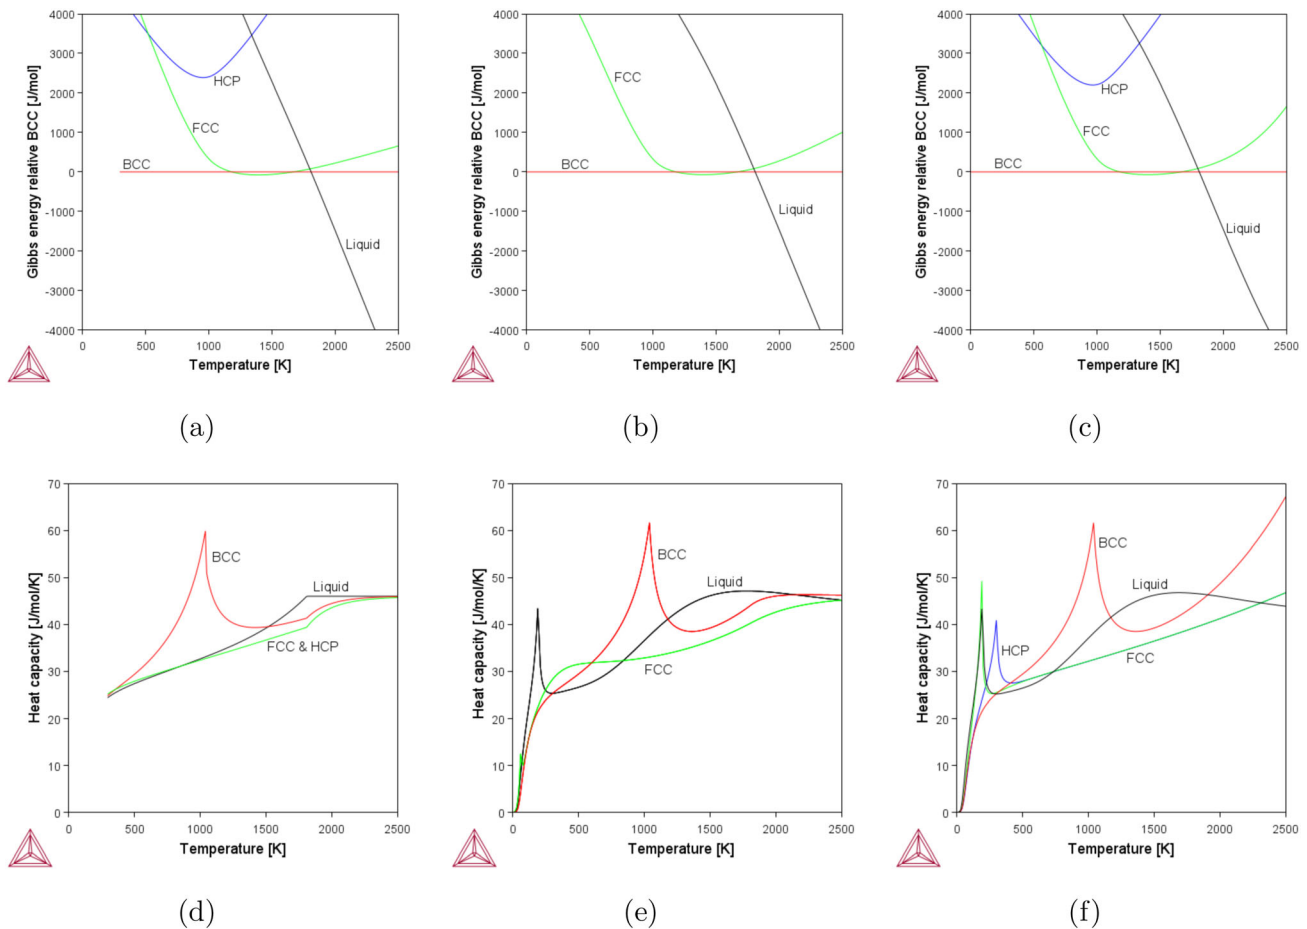 4000
3000
2000
1000
0
-1000
-2000
-3000
-4000
Gibbs energy relative BCC [J/mol]
HCP
FCC
BCC
Liquid
0 500 1000 1500 2000 2500
Temperature [K]
(a)
4000
3000
2000
1000
0
-1000
-2000
-3000
-4000
Gibbs energy relative BCC [J/mol]
FCC
BCC
Liquid
0 500 1000 1500 2000 2500
Temperature [K]
(b)
4000
3000
2000
1000
0
-1000
-2000
-3000
-4000
Gibbs energy relative BCC [J/mol]
HCP
FCC
BCC
Liquid
0 500 1000 1500 2000 2500
Temperature [K]
(c)
70
60
50
40
30
20
10
0
Heat capacity [J/mol/K]
BCC
Liquid
FCC & HCP
0 500 1000 1500 2000 2500
Temperature [K]
(d)
70
60
50
40
30
20
10
0
Heat capacity [J/mol/K]
BCC
Liquid
FCC
0 500 1000 1500 2000 2500
Temperature [K]
(e)
70
60
50
40
30
20
10
0
Heat capacity [J/mol/K]
BCC
Liquid
HCP
FCC
0 500 1000 1500 2000 2500
Temperature [K]
(f)